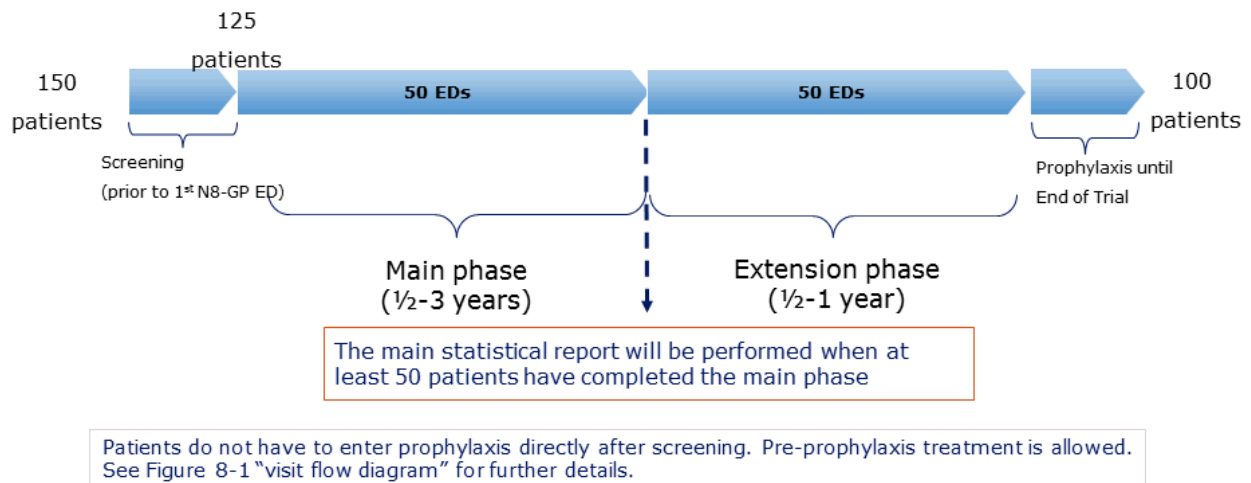 125
patients
150
patients
50 EDs
50 EDs
100
patients
Screening
(prior to 1st N8-GP ED)
Prophylaxis until
End of Trial
Main phase
(½-3 years)
Extension phase
(½-1 year)
The main statistical report will be performed when at
least 50 patients have completed the main phase
Patients do not have to enter prophylaxis directly after screening. Pre-prophylaxis treatment is allowed.
See Figure 8-1 “visit flow diagram” for further details.